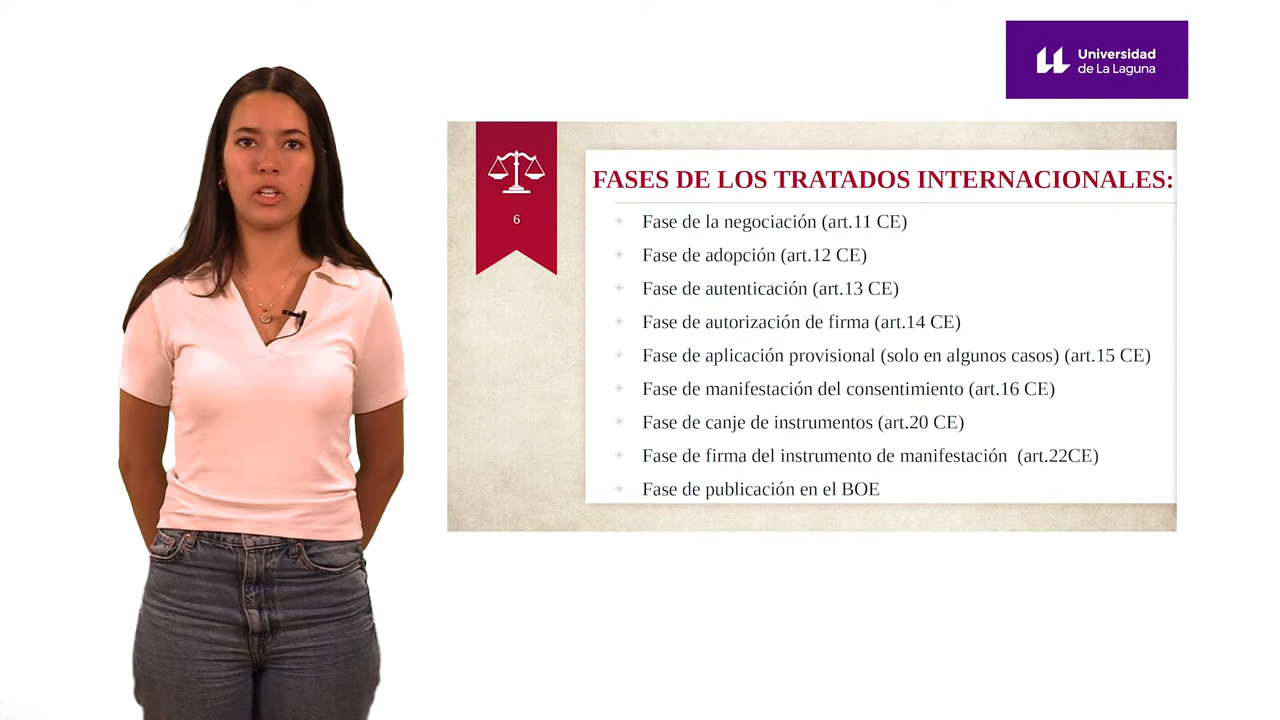 Universidad
de La Laguna
6
FASES DE LOS TRATADOS INTERNACIONALES:
Fase de la negociación (art.11 CE)
Fase de adopción (art.12 CE)
Fase de autenticación (art.13 CE)
Fase de autorización de firma (art.14 CE)
Fase de aplicación provisional (solo en algunos casos) (art.15 CE)
Fase de manifestación del consentimiento (art.16 CE)
Fase de canje de instrumentos (art.20 CE)
Fase de firma del instrumento de manifestación (art.22CE)
Fase de publicación en el BOE